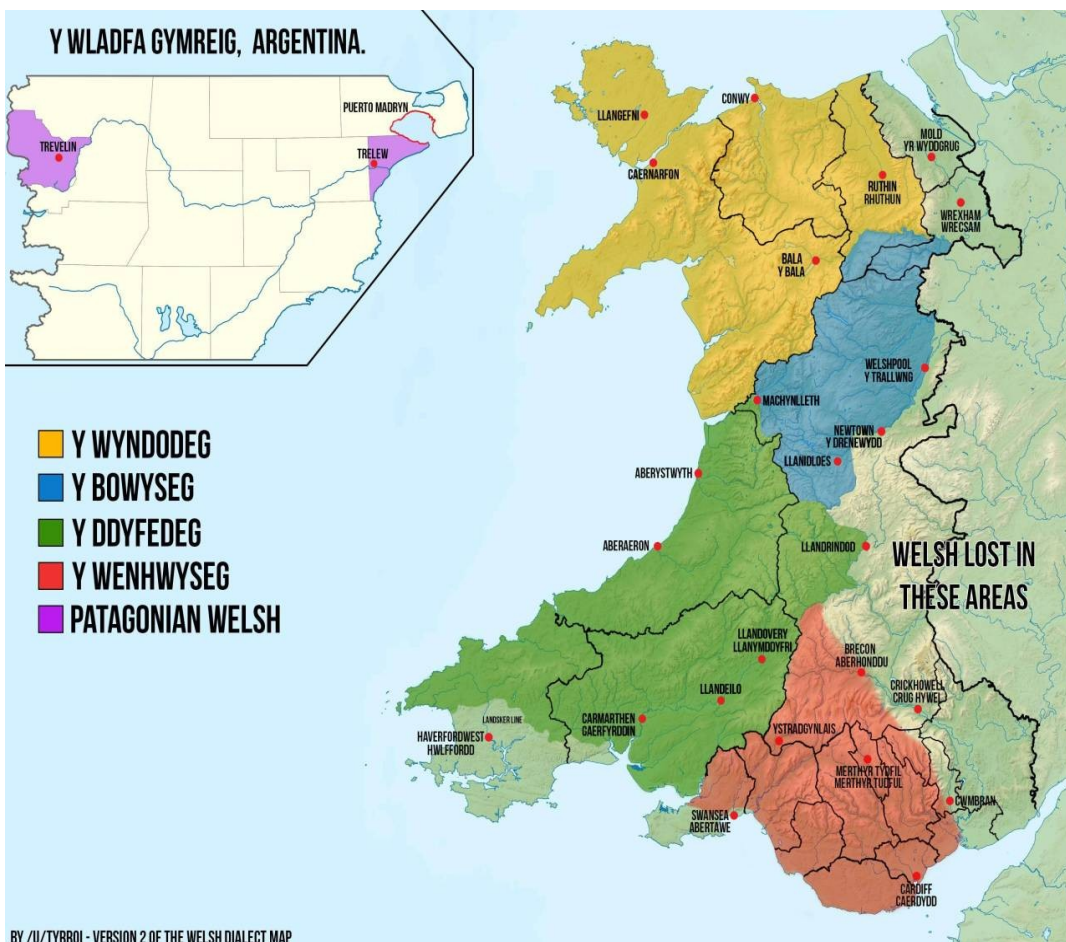 Y WLADFA GYMREIG, ARGENTINA.
PUERTO MADRYN
TREVELIN
TRELEW
Y WYNDODEG
Y BOWYSEG
Y DDYFEDEG
Y WENHWYSEG
PATAGONIAN WELSH
LLANGEFNI
CONWY
CAERNARFON
MOLD
YR WYDDGRUG
RUTHIN
RHUTHUN
WREXHAM
WRECSAM
BALA
Y BALA
WELSHPOOL
Y TRALLWNG
MACHYNLLETH
NEWTOWN
Y DRENEWYDD
LLANIDLOES
ABERYSTWYTH
ABERAERON
LLANDRINDOD
WELSH LOST IN
THESE AREAS
LLANDOVERY
LLANYMDDYFRI
BRECON
ABERHONDDU
CRICKHOWELL
CRUG HYWEL
LLANDEILO
LANDSKER LINE
HAVERFORDWEST
HWLFFORDD
CARMARTHEN
GAERFYRDDIN
YSTRADGYNLAIS
MERTHYR TYDFIL
MERTHYR TUDFUL
CWMBRAN
SWANSEA
ABERTAWE
CARDIFF
CAERDYDD
BY /U/TYRROI - VERSION 2 OF THE WELSH DIALECT MAP